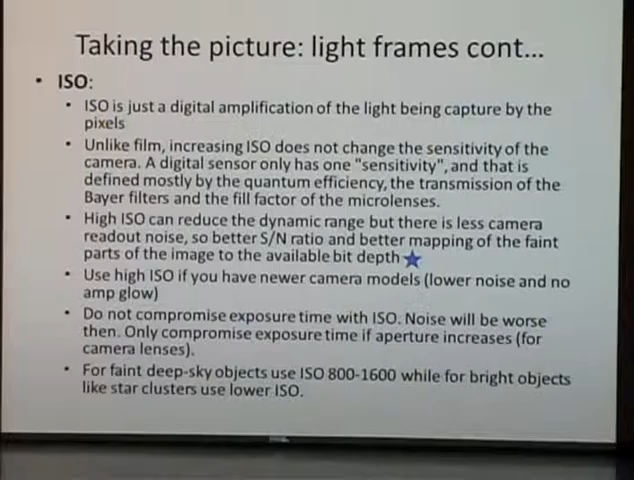 Taking the picture: light frames cont...
• ISO:
• ISO is just a digital amplification of the light being capture by the
pixels
• Unlike film, increasing ISO does not change the sensitivity of the
camera. A digital sensor only has one "sensitivity", and that is
defined mostly by the quantum efficiency, the transmission of the
Bayer filters and the fill factor of the microlenses.
• High ISO can reduce the dynamic range but there is less camera
readout noise, so better S/N ratio and better mapping of the faint
parts of the image to the available bit depth
• Use high ISO if you have newer camera models (lower noise and no
amp glow)
• Do not compromise exposure time with ISO. Noise will be worse
then. Only compromise exposure time if aperture increases (for
camera lenses).
• For faint deep-sky objects use ISO 800-1600 while for bright objects
like star clusters use lower ISO.